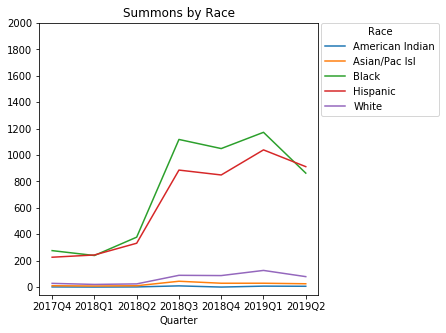 Summons by Race
2000
1800
1600
1400
1200
1000
800
600
400
200
0
2017Q4 2018Q1 2018Q2 2018Q3 2018Q4 2019Q1 2019Q2
Quarter
Race
American Indian
Asian/Pac Isl
Black
Hispanic
White